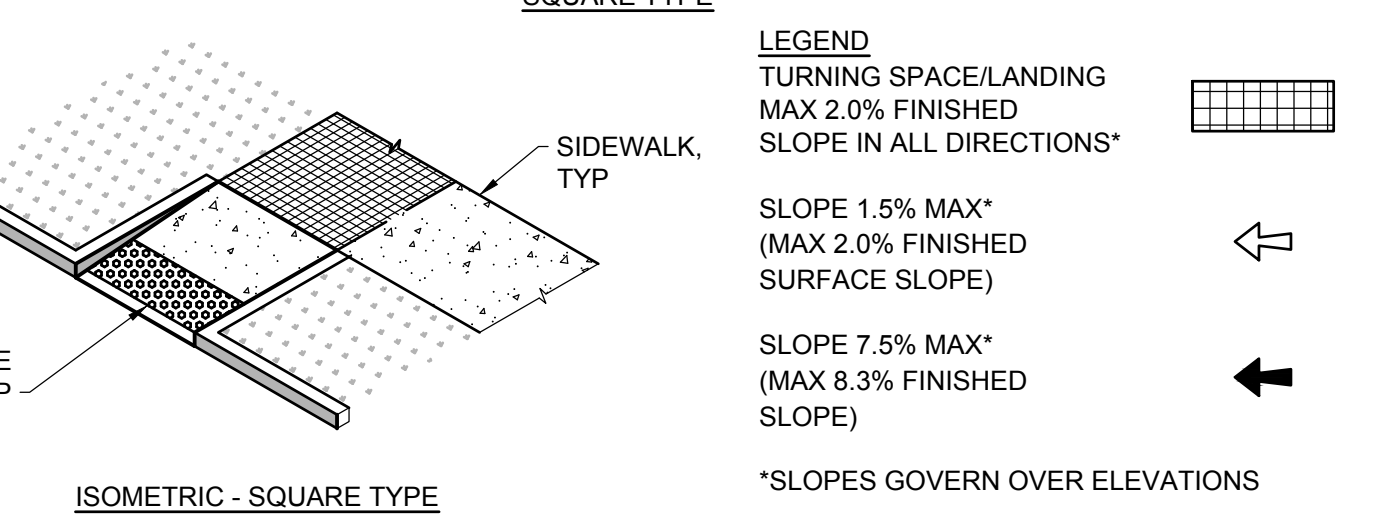 SQUARE TYPE
LEGEND
TURNING SPACE/LANDING
MAX 2.0% FINISHED
SLOPE IN ALL DIRECTIONS*
SIDEWALK,
TYP
SLOPE 1.5% MAX*
(MAX 2.0% FINISHED
SURFACE SLOPE)
SLOPE 7.5% MAX*
(MAX 8.3% FINISHED
SLOPE)
*SLOPES GOVERN OVER ELEVATIONS
ISOMETRIC - SQUARE TYPE